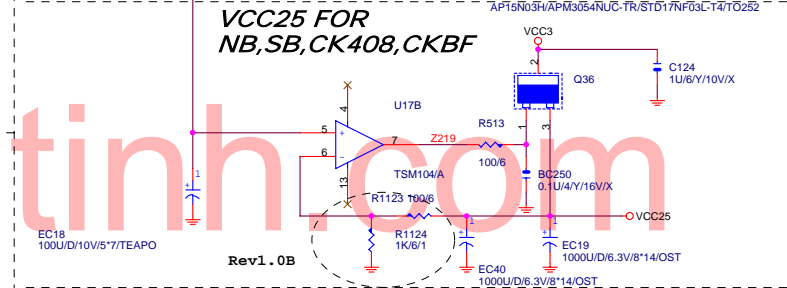 AP15N03H/APM3054NUC-TR/STD17NF03L-T4/TO252
VCC25 FOR
NB,SB,CK408,CKBF
VCC3
2
C124
1U/6/Y/10V/X
Q36
4
U17B
5
+
7
Z219
R513
100/6
1
3
6
-
TSM104/A
13
BC250
0.1U/4/Y/16V/X
tinh.com
1
+
R1123 100/6
VCC25
EC18
100U/D/10V/5*7/TEAPO
R1124
1K/6/1
1
+
1
+
EC19
1000U/D/6.3V/8*14/OST
Rev1.0B
EC40
1000U/D/6.3V/8*14/OST